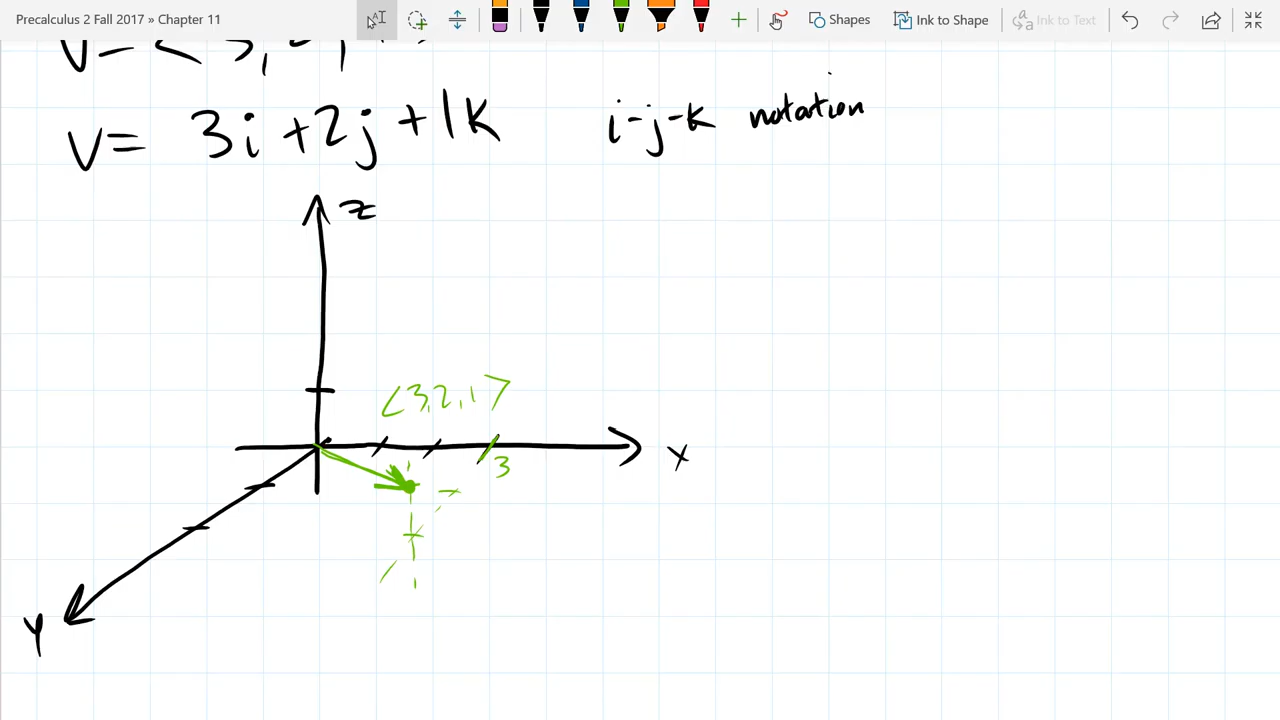 Precalculus 2 Fall 2017 » Chapter 11
Shapes
Ink to Shape
Ink to Text
v = 3i + 2j + 1k
i-j-k notation
z
<3,2,1>
3
x
y